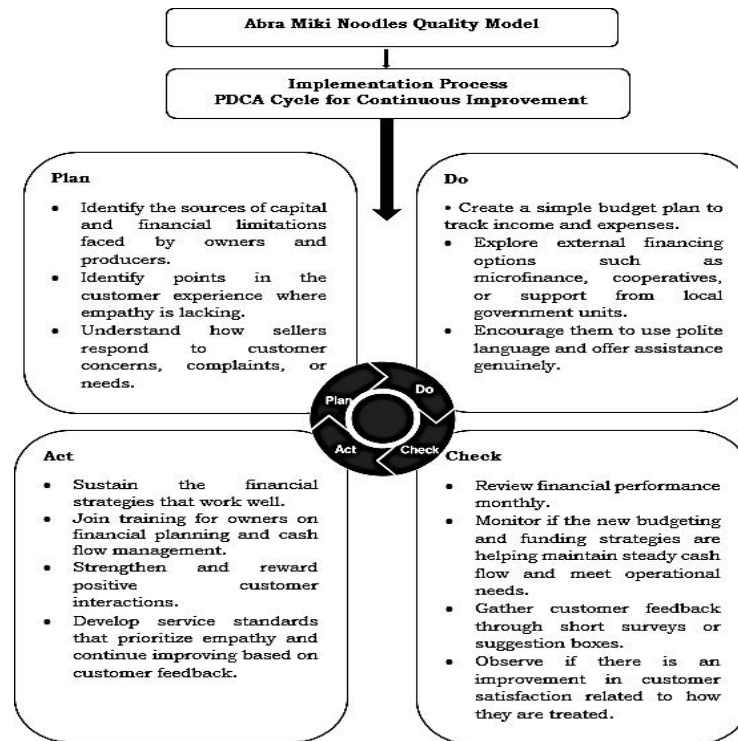 Abra Miki Noodles Quality Model
Implementation Process
PDCA Cycle for Continuous Improvement
Plan
• Identify the sources of capital
and financial limitations
faced by owners and
producers.
• Identify points in the
customer experience where
empathy is lacking.
• Understand how sellers
respond to customer
concerns, complaints, or
needs.
Do
• Create a simple budget plan to
track income and expenses.
• Explore external financing
options such as
microfinance, cooperatives,
or support from local
government units.
• Encourage them to use polite
language and offer assistance
genuinely.
Plan
Do
Act
Check
Act
• Sustain the financial
strategies that work well.
• Join training for owners on
financial planning and cash
flow management.
• Strengthen and reward
positive customer
interactions.
• Develop service standards
that prioritize empathy and
continue improving based on
customer feedback.
Check
• Review financial performance
monthly.
• Monitor if the new budgeting
and funding strategies are
helping maintain steady cash
flow and meet operational
needs.
• Gather customer feedback
through short surveys or
suggestion boxes.
• Observe if there is an
improvement in customer
satisfaction related to how
they are treated.